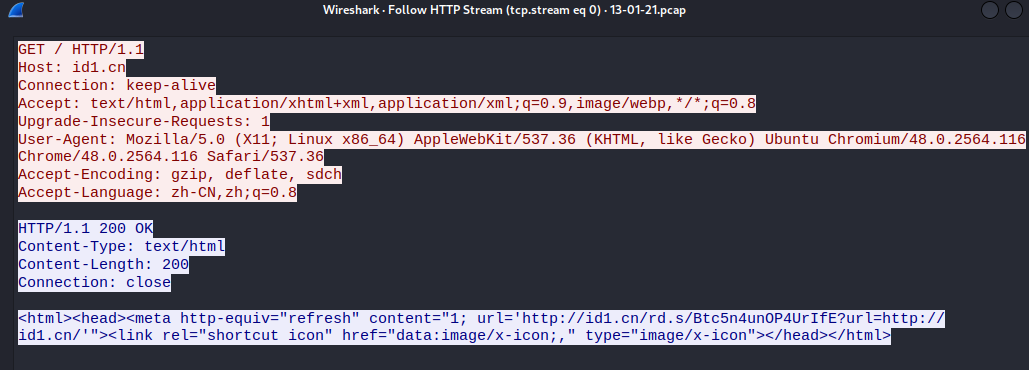 Wireshark · Follow HTTP Stream (tcp.stream eq 0) · 13-01-21.pcap
GET / HTTP/1.1
Host: id1.cn
Connection: keep-alive
Accept: text/html,application/xhtml+xml,application/xml;q=0.9,image/webp,*/*;q=0.8
Upgrade-Insecure-Requests: 1
User-Agent: Mozilla/5.0 (X11; Linux x86_64) AppleWebKit/537.36 (KHTML, like Gecko) Ubuntu Chromium/48.0.2564.116
Chrome/48.0.2564.116 Safari/537.36
Accept-Encoding: gzip, deflate, sdch
Accept-Language: zh-CN,zh;q=0.8
HTTP/1.1 200 OK
Content-Type: text/html
Content-Length: 200
Connection: close
<html><head><meta http-equiv="refresh" content="1; url='http://id1.cn/rd.s/Btc5n4unOP4UrIfE?url=http://
id1.cn/'"><link rel="shortcut icon" href="data:image/x-icon;," type="image/x-icon"></head></html>